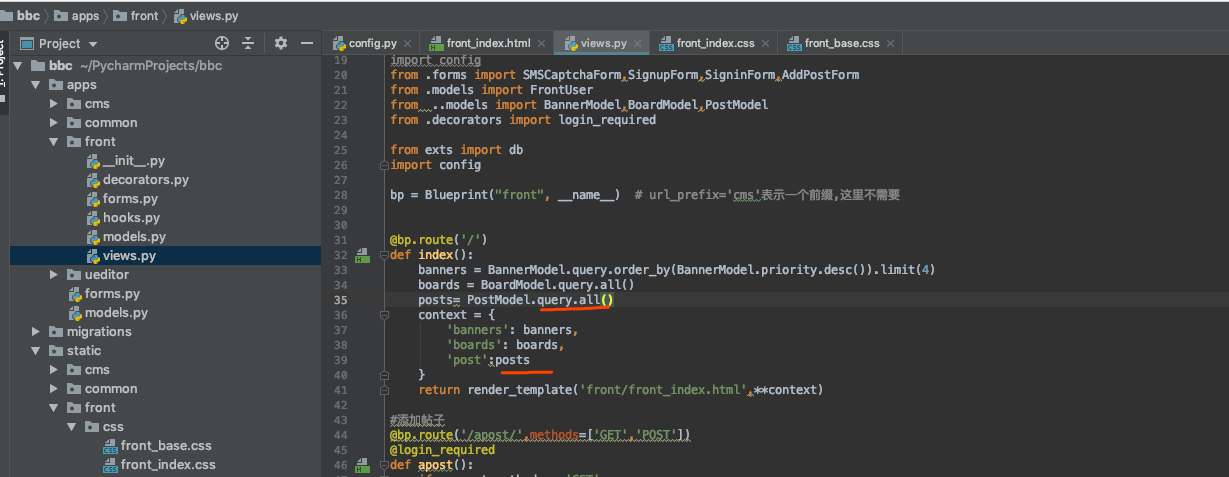 bbc apps front views.py
Project
config.py front_index.html views.py front_index.css front_base.css
1: Project
bbc ~/PycharmProjects/bbc
apps
cms
common
front
__init__.py
decorators.py
forms.py
hooks.py
models.py
views.py
ueditor
forms.py
models.py
migrations
static
cms
common
front
css
front_base.css
front_index.css
19 import config
20 from .forms import SMSCaptchaForm,SignupForm,SigninForm,AddPostForm
21 from .models import FrontUser
22 from ..models import BannerModel,BoardModel,PostModel
23 from .decorators import login_required
24
25 from exts import db
26 import config
27
28 bp = Blueprint("front", __name__) # url_prefix='cms'表示一个前缀,这里不需要
29
30
31 @bp.route('/')
32 def index():
33 banners = BannerModel.query.order_by(BannerModel.priority.desc()).limit(4)
34 boards = BoardModel.query.all()
35 posts= PostModel.query.all()
36 context = {
37 'banners': banners,
38 'boards': boards,
39 'post':posts
40 }
41 return render_template('front/front_index.html',**context)
42
43 #添加帖子
44 @bp.route('/apost/',methods=['GET','POST'])
45 @login_required
46 def apost():